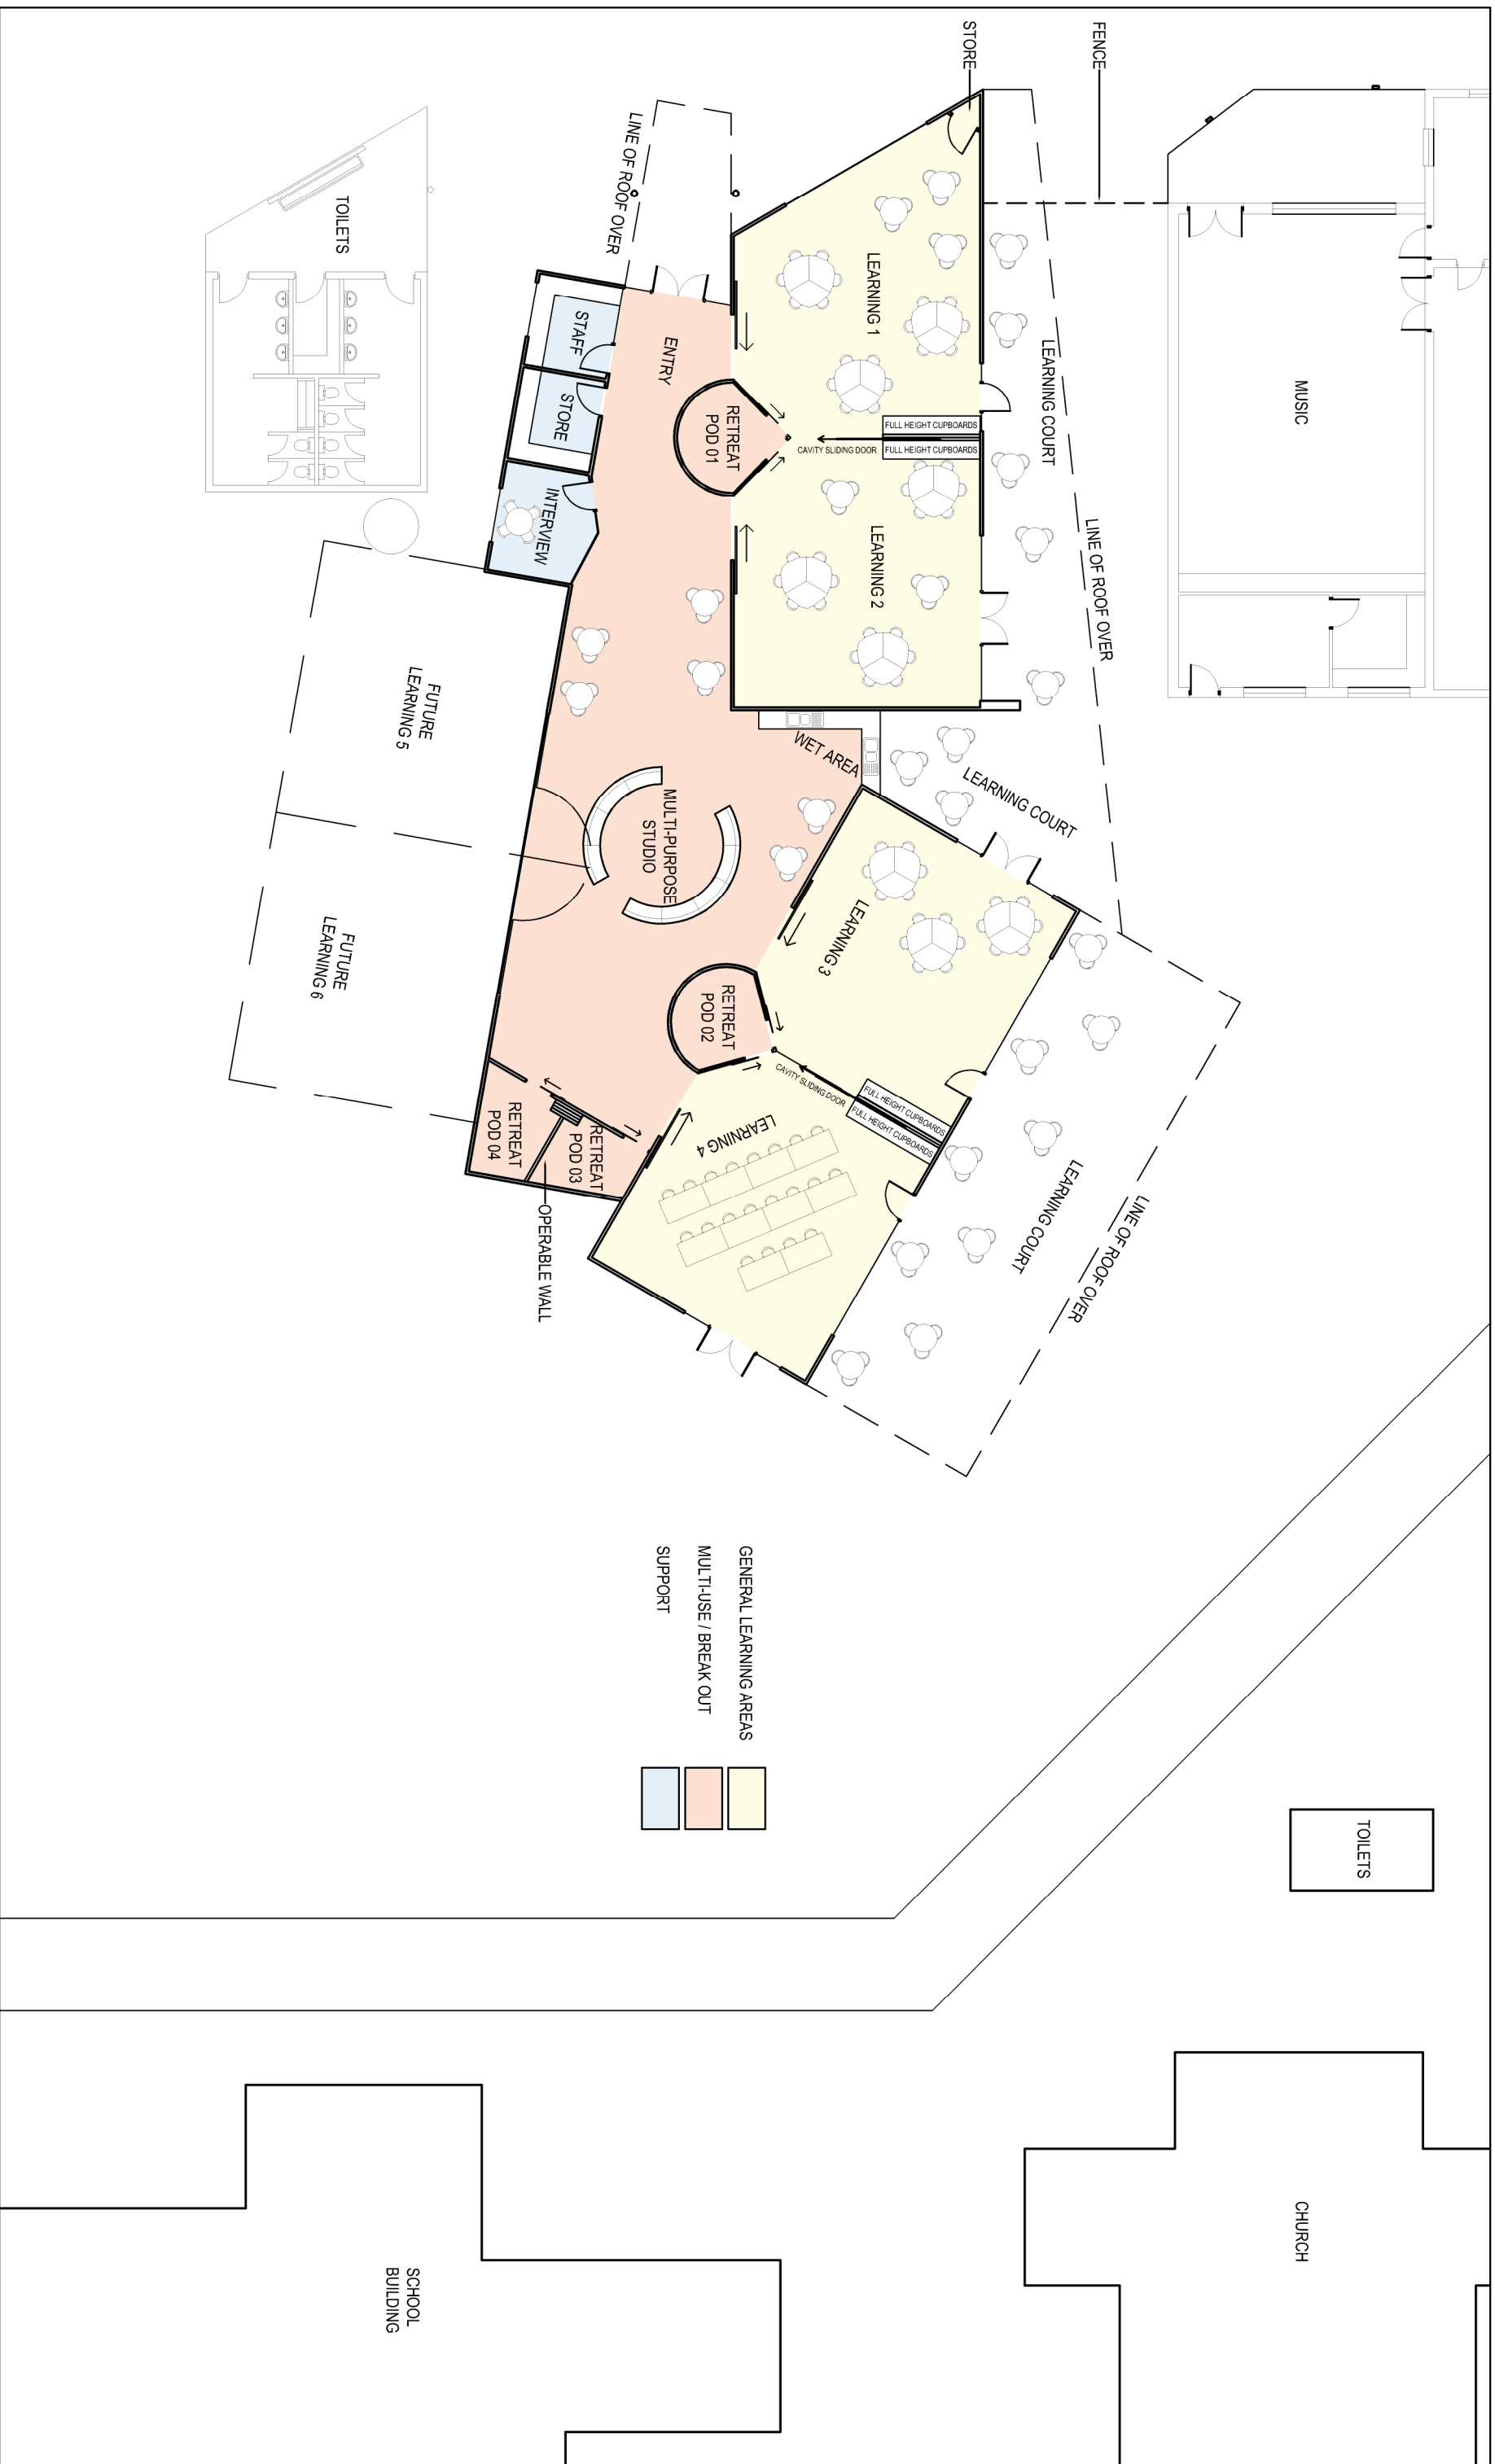 STORE
FENCE
LINE OF ROOF OVER
TOILETS
LEARNING 1
LEARNING COURT
MUSIC
STAFF
ENTRY
STORE
RETREAT
POD 01
FULL HEIGHT CUPBOARDS
CAVITY SLIDING DOOR
FULL HEIGHT CUPBOARDS
INTERVIEW
LEARNING 2
LINE OF ROOF OVER
FUTURE
LEARNING 5
WET AREA
LEARNING COURT
MULTI-PURPOSE
STUDIO
LEARNING 3
FUTURE
LEARNING 6
RETREAT
POD 02
CAVITY SLIDING DOOR
FULL HEIGHT CUPBOARDS
FULL HEIGHT CUPBOARDS
LEARNING 4
RETREAT
POD 04
RETREAT
POD 03
OPERABLE WALL
LEARNING COURT
LINE OF ROOF OVER
GENERAL LEARNING AREAS
MULTI-USE / BREAK OUT
SUPPORT
TOILETS
CHURCH
SCHOOL
BUILDING